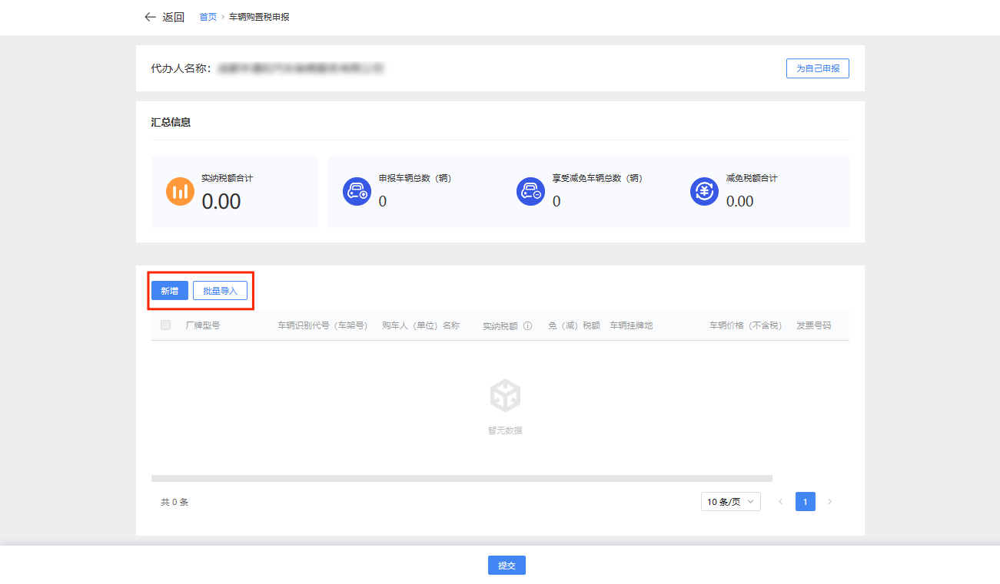 返回 首页 > 车辆购置税申报
代办人名称：
为自己申报
汇总信息
实纳税额合计
0.00
申报车辆总数（辆）
0
享受减免车辆总数（辆）
0
减免税额合计
0.00
新增 批量导入
厂牌型号 车辆识别代号（车架号） 购车人（单位）名称 实纳税额 免（减）税额 车辆挂牌地 车辆价格（不含税） 发票号码
暂无数据
共 0 条 10 条/页 < 1 >
提交